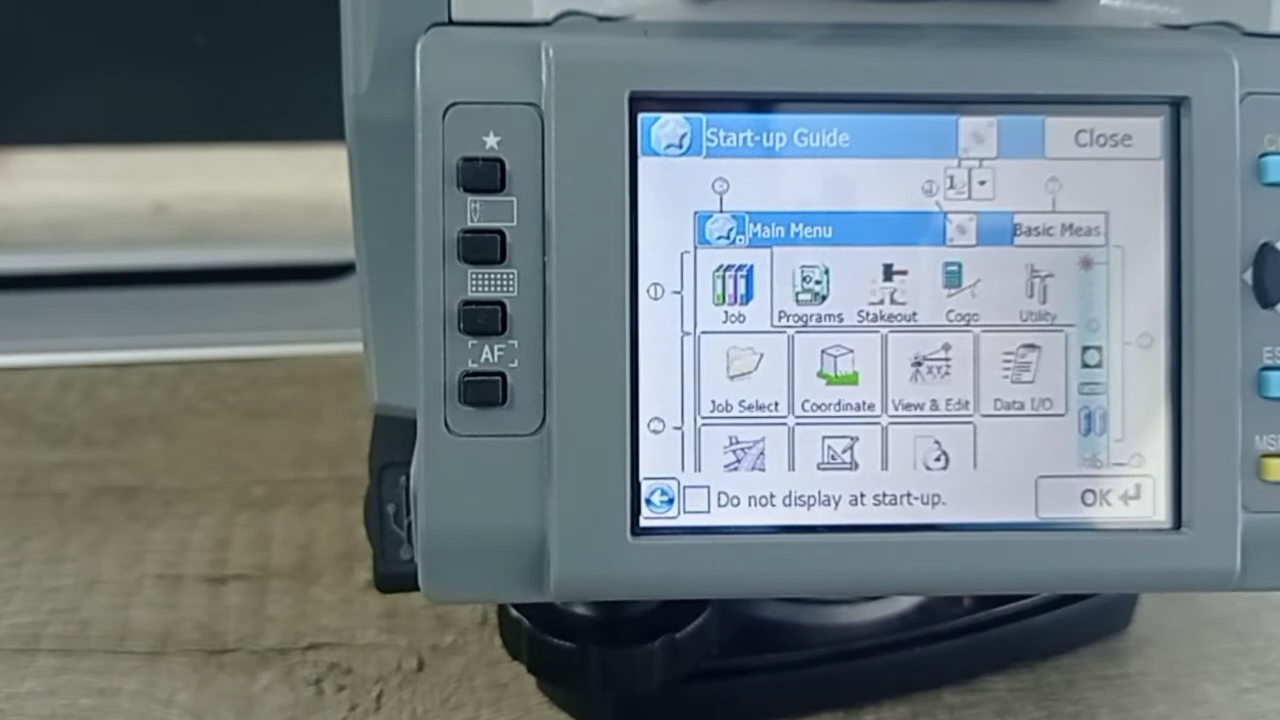 Start-up Guide
Close
Main Menu
Basic Meas.
Job
Programs
Stakeout
Cogo
Utility
Job Select
Coordinate
View & Edit
XYZ
Data I/O
Do not display at start-up.
OK
AF